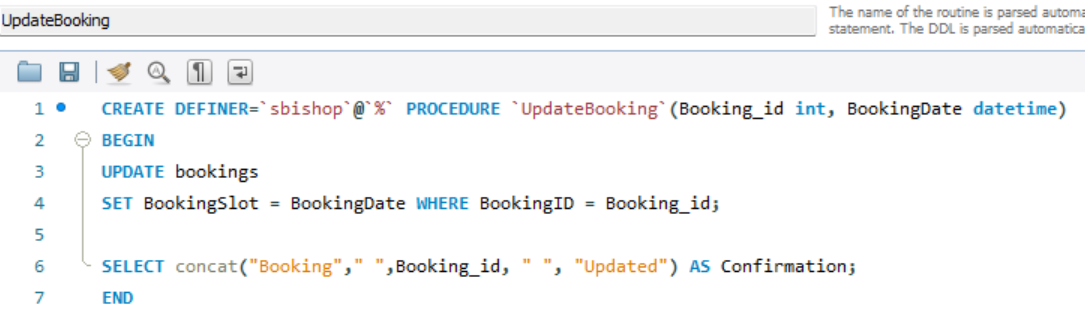 UpdateBooking
The name of the routine is parsed
statement. The DDL is parsed
1 CREATE DEFINER=`sbishop`@`%` PROCEDURE `UpdateBooking`(Booking_id int, BookingDate datetime)
2 BEGIN
3 UPDATE bookings
4 SET BookingSlot = BookingDate WHERE BookingID = Booking_id;
5
6 SELECT concat("Booking"," ",Booking_id, " ", "Updated") AS Confirmation;
7 END